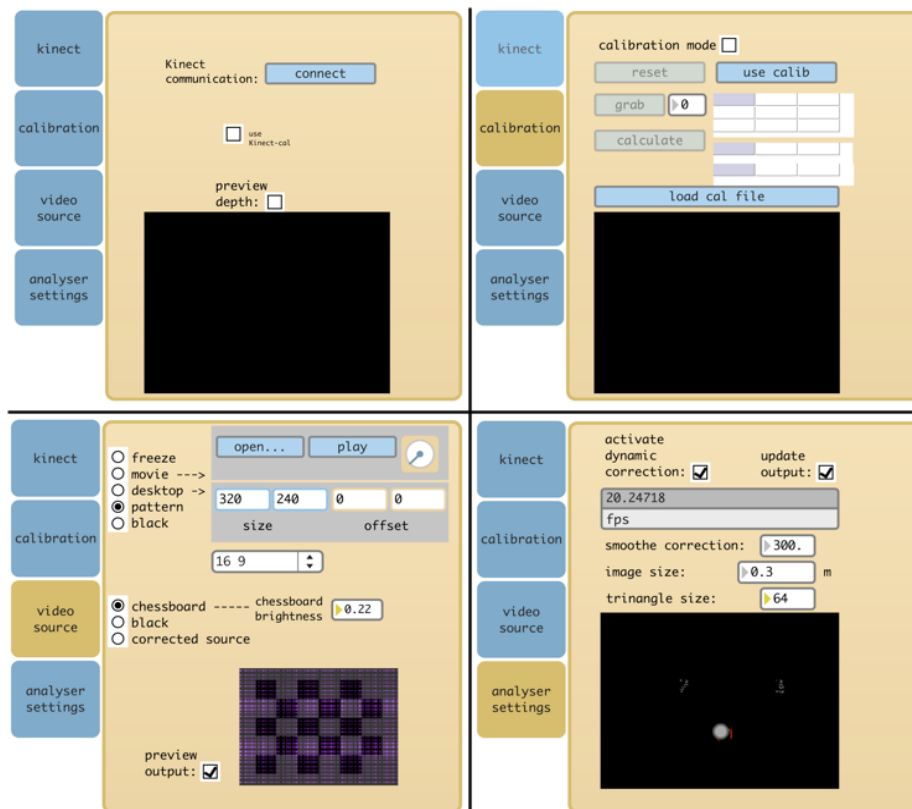 kinect
calibration
video
source
analyser
settings
Kinect
communication: connect
use
Kinect-cal
preview
depth:
kinect
calibration
video
source
analyser
settings
calibration mode
reset use calib
grab 0
calculate
load cal file
kinect
calibration
video
source
analyser
settings
freeze
movie --->
desktop ->
pattern
black
open... play
320 240 0 0
size offset
16 9
chessboard ----- chessboard
brightness 0.22
black
corrected source
preview
output:
kinect
calibration
video
source
analyser
settings
activate
dynamic
correction:
update
output:
20.24718
fps
smoothe correction: 300.
image size: 0.3 m
trinangle size: 64